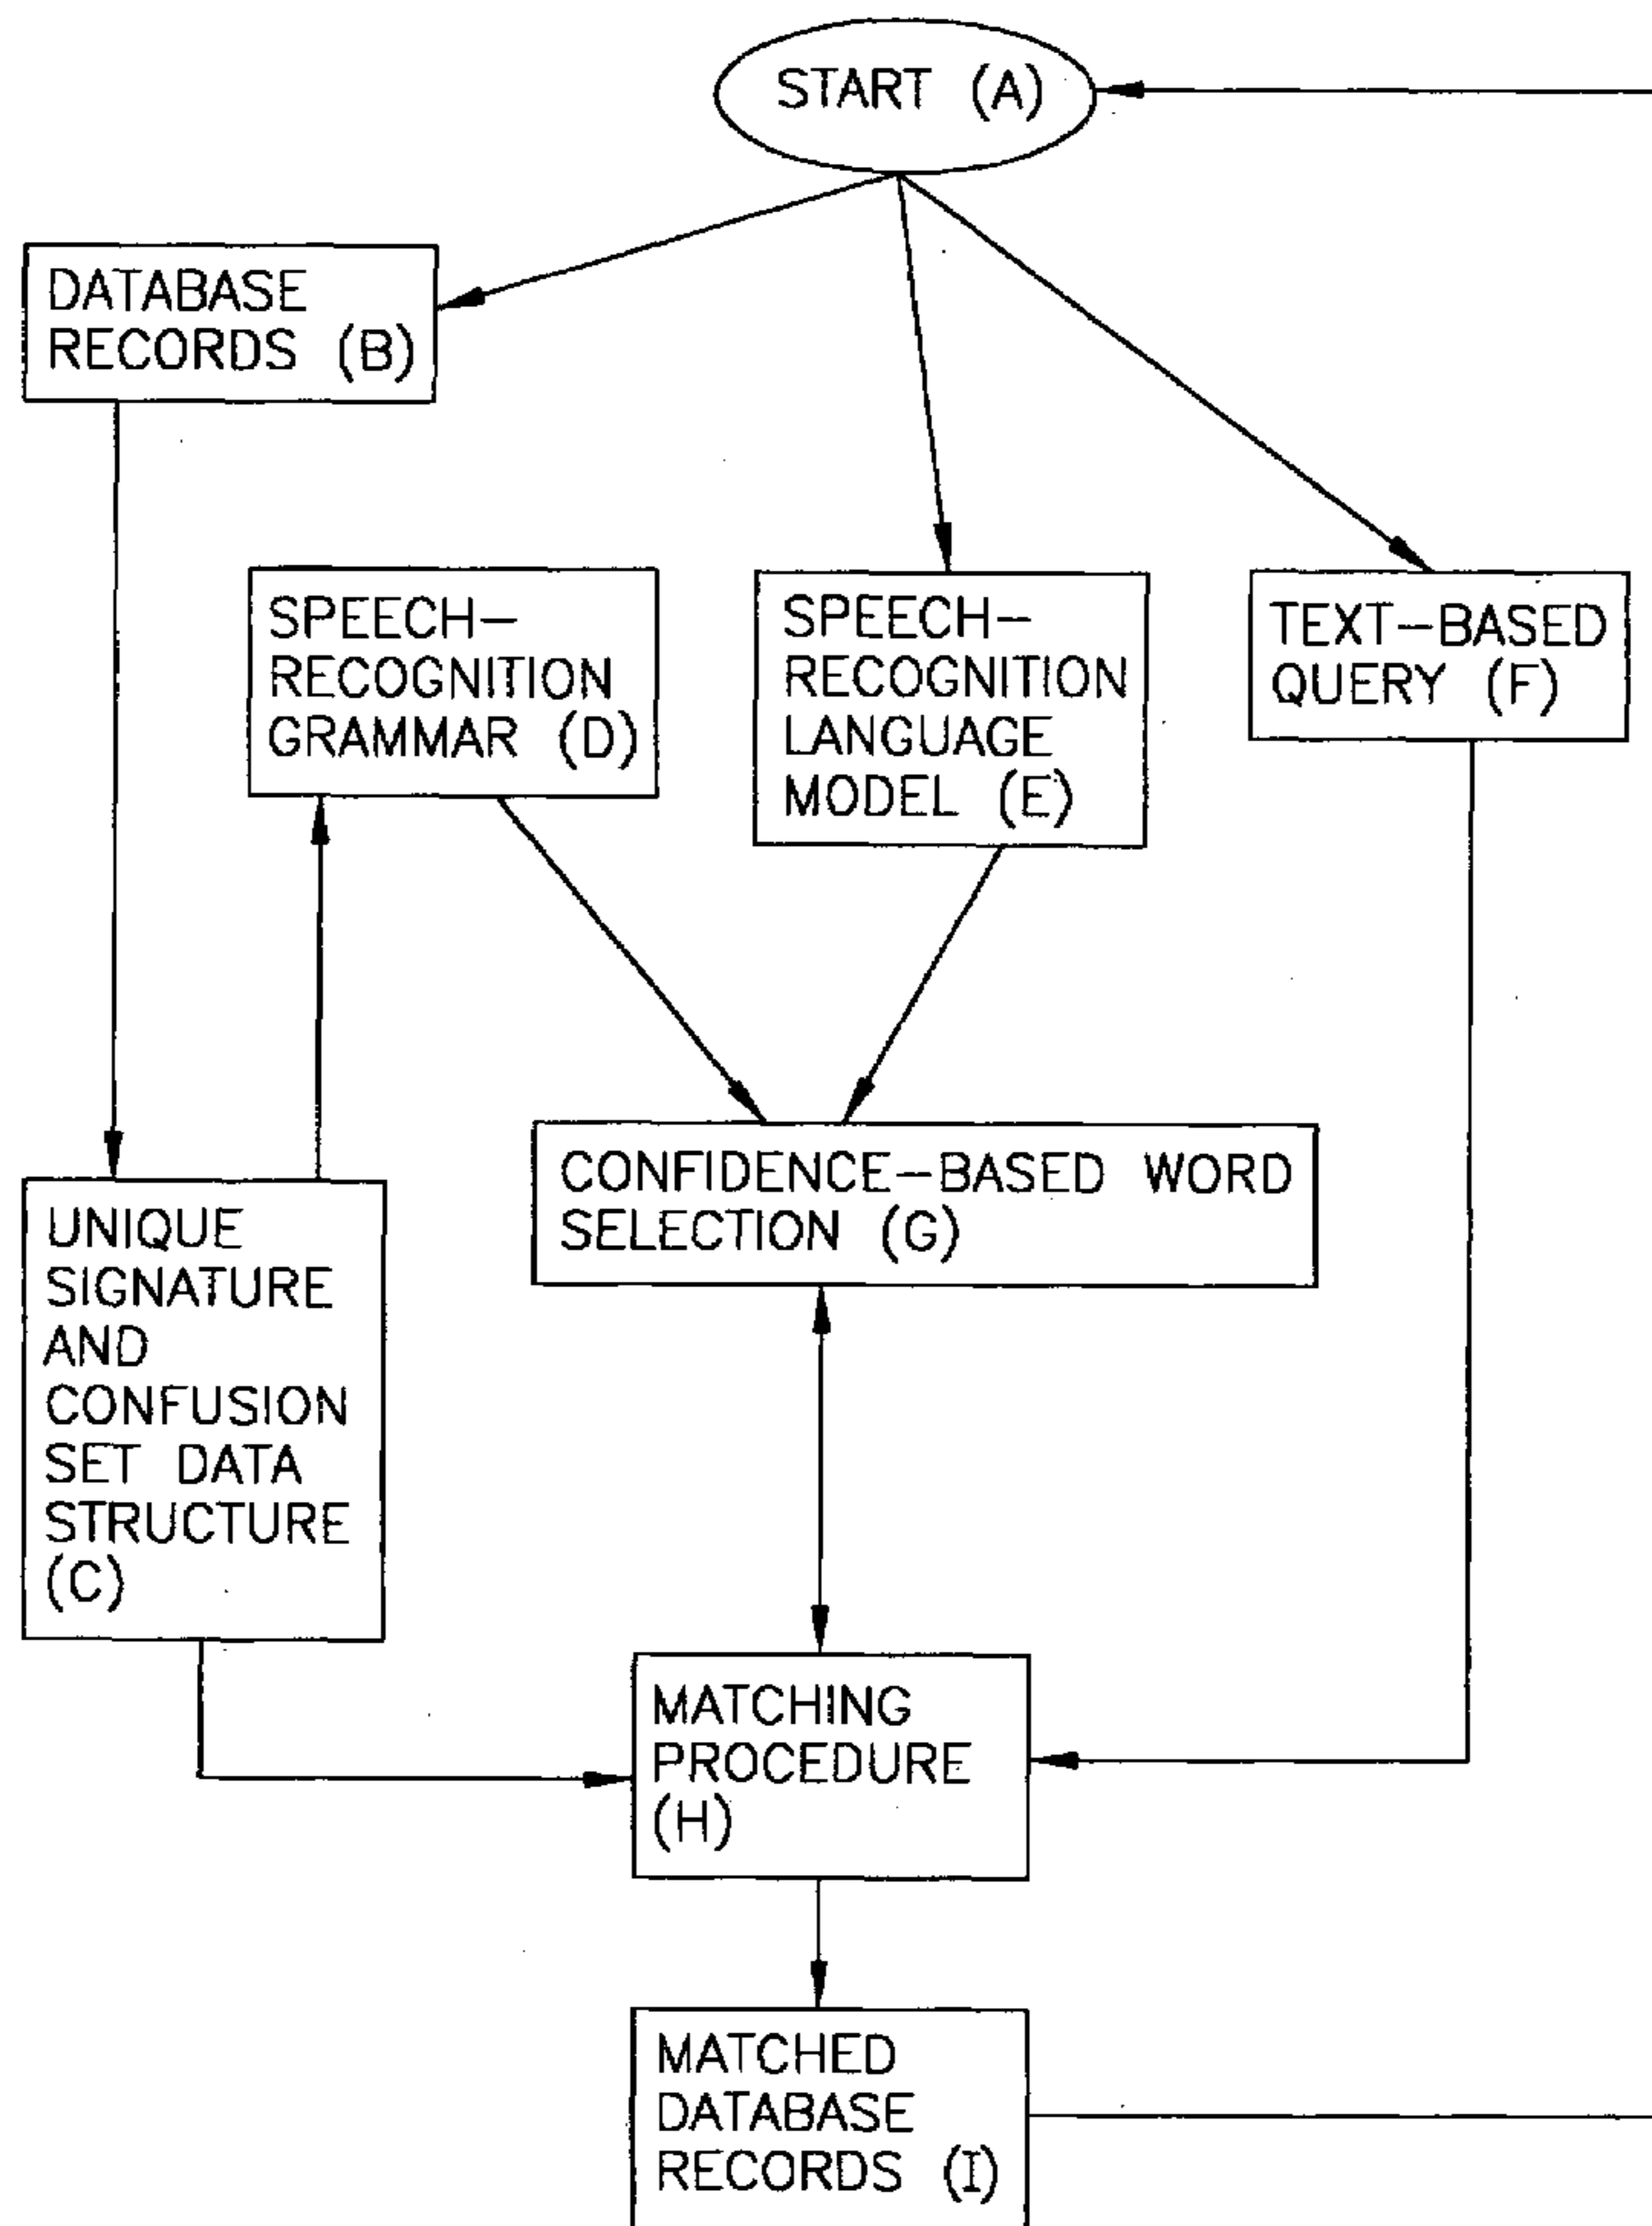 START (A)
DATABASE
RECORDS (B)
SPEECH-
RECOGNITION
GRAMMAR (D)
SPEECH-
RECOGNITION
LANGUAGE
MODEL (E)
TEXT-BASED
QUERY (F)
CONFIDENCE-BASED WORD
SELECTION (G)
UNIQUE
SIGNATURE
AND
CONFUSION
SET DATA
STRUCTURE
(C)
MATCHING
PROCEDURE
(H)
MATCHED
DATABASE
RECORDS (I)